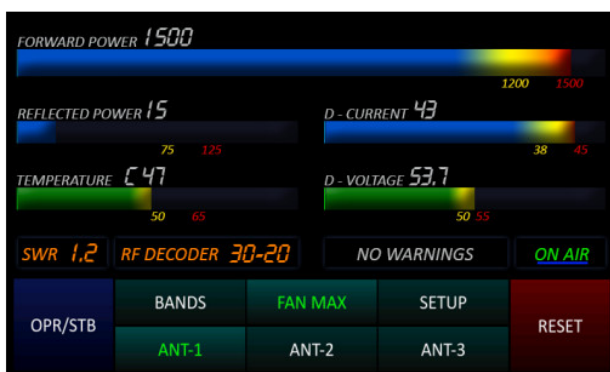 FORWARD POWER 1500
1200 1500
REFLECTED POWER 15
D - CURRENT 43
75 125
38 45
TEMPERATURE C 47
D - VOLTAGE 53.7
50 65
50 55
SWR 1.2 RF DECODER 30-20 NO WARNINGS ON AIR
OPR/STB
BANDS FAN MAX SETUP
ANT-1 ANT-2 ANT-3
RESET